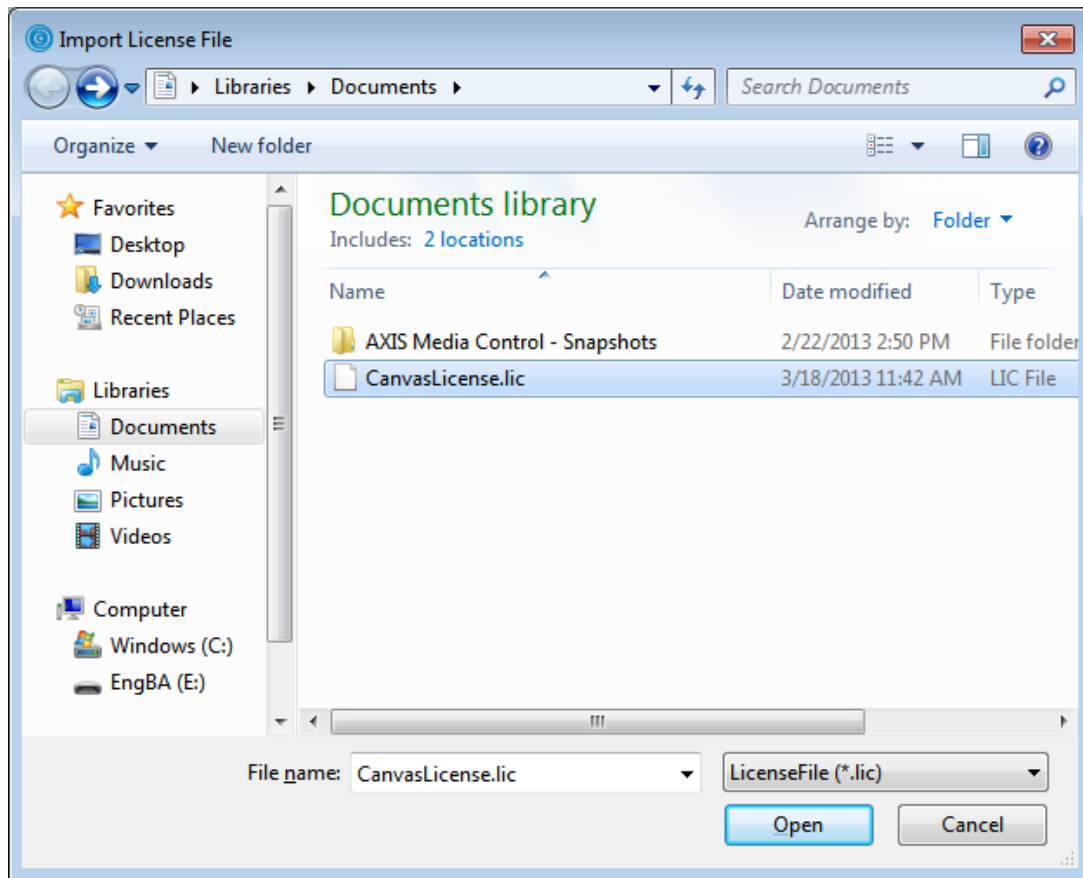 Import License File
Libraries Documents
Search Documents
Organize New folder
Favorites
Desktop
Downloads
Recent Places
Libraries
Documents
Music
Pictures
Videos
Computer
Windows (C:)
EngBA (E:)
Documents library
Includes: 2 locations
Arrange by: Folder
Name Date modified Type
AXIS Media Control - Snapshots 2/22/2013 2:50 PM File folder
CanvasLicense.lic 3/18/2013 11:42 AM LIC File
File name: CanvasLicense.lic LicenseFile (*.lic)
Open Cancel